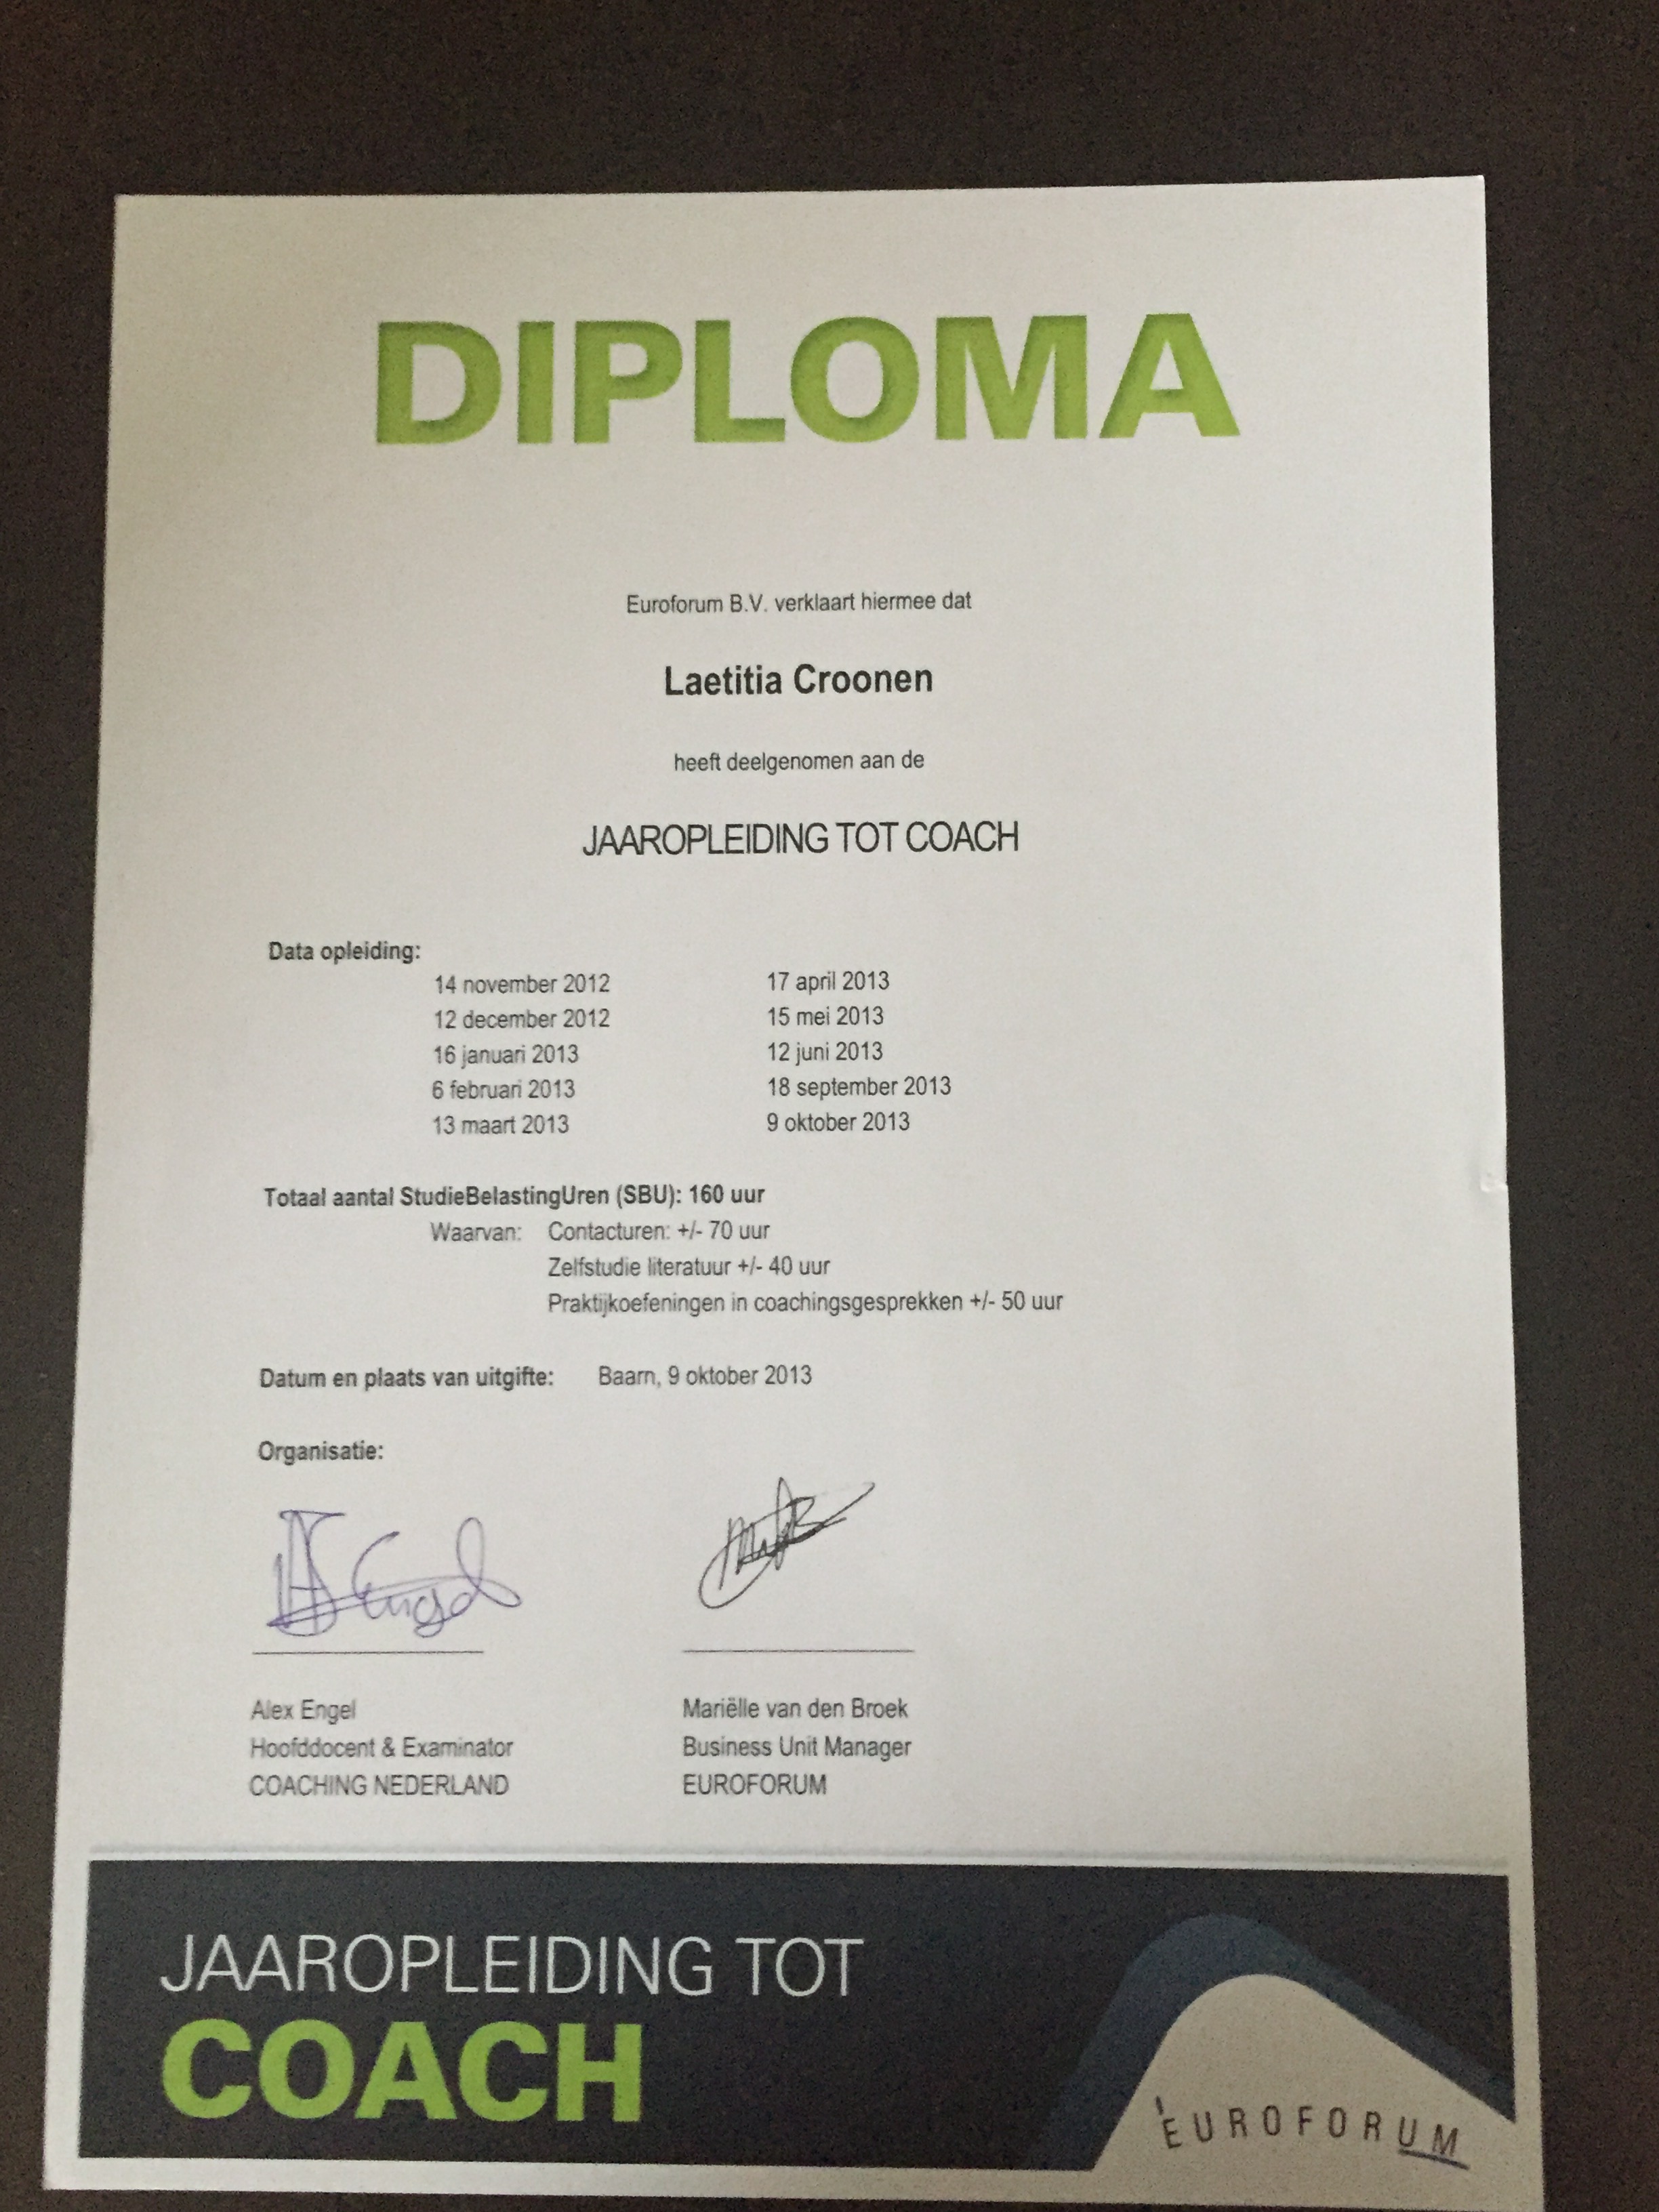 DIPLOMA
Euroforum B.V. verklaart hiermee dat
Laetitia Croonen
heeft deelgenomen aan de
JAAROPLEIDING TOT COACH
Data opleiding:
14 november 2012 17 april 2013
12 december 2012 15 mei 2013
16 januari 2013 12 juni 2013
6 februari 2013 18 september 2013
13 maart 2013 9 oktober 2013
Totaal aantal StudieBelastingUren (SBU): 160 uur
Waarvan: Contacturen: +/- 70 uur
Zelfstudie literatuur +/- 40 uur
Praktijkoefeningen in coachingsgesprekken +/- 50 uur
Datum en plaats van uitgifte: Baarn, 9 oktober 2013
Organisatie:
Alex Engel Mariëlle van den Broek
Hoofddocent & Examinator Business Unit Manager
COACHING NEDERLAND EUROFORUM
JAAROPLEIDING TOT
COACH
EUROFORUM